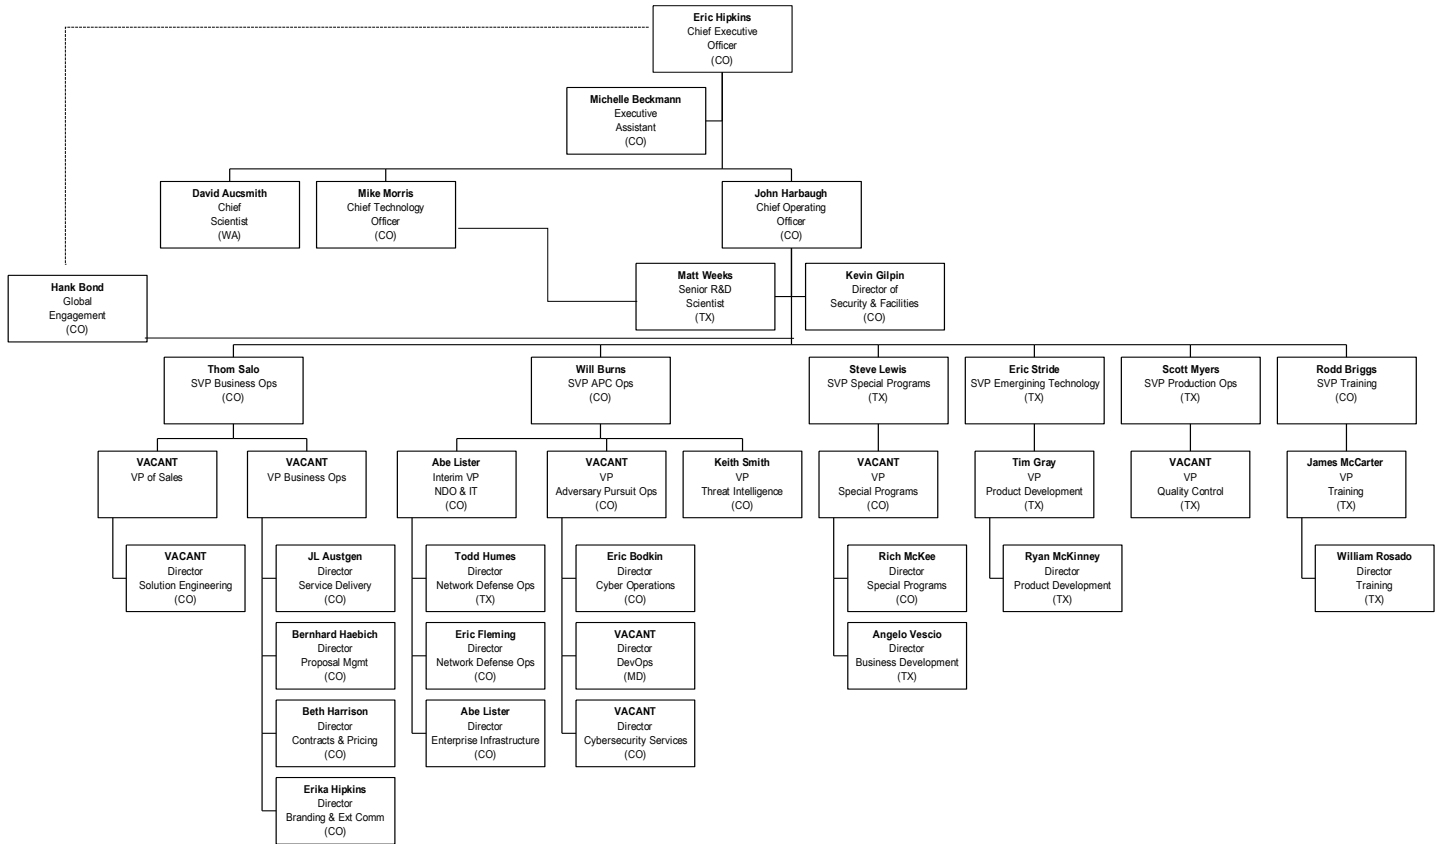 Eric Hipkins
Chief Executive
Officer
(CO)
Michelle Beckmann
Executive
Assistant
(CO)
David Aucsmith
Chief
Scientist
(WA)
Mike Morris
Chief Technology
Officer
(CO)
John Harbaugh
Chief Operating
Officer
(CO)
Hank Bond
Global
Engagement
(CO)
Matt Weeks
Senior R&D
Scientist
(TX)
Kevin Gilpin
Director of
Security & Facilities
(CO)
Thom Salo
SVP Business Ops
(CO)
Will Burns
SVP APC Ops
(CO)
Steve Lewis
SVP Special Programs
(TX)
Eric Stride
SVP Emergining Technology
(TX)
Scott Myers
SVP Production Ops
(TX)
Rodd Briggs
SVP Training
(CO)
VACANT
VP of Sales
VACANT
VP Business Ops
Abe Lister
Interim VP
NDO & IT
(CO)
VACANT
VP
Adversary Pursuit Ops
(CO)
Keith Smith
VP
Threat Intelligence
(CO)
VACANT
VP
Special Programs
(CO)
Tim Gray
VP
Product Development
(TX)
VACANT
VP
Quality Control
(TX)
James McCarter
VP
Training
(TX)
VACANT
Director
Solution Engineering
(CO)
JL Austgen
Director
Service Delivery
(CO)
Todd Humes
Director
Network Defense Ops
(TX)
Eric Bodkin
Director
Cyber Operations
(CO)
Rich McKee
Director
Special Programs
(CO)
Ryan McKinney
Director
Product Development
(TX)
William Rosado
Director
Training
(TX)
Bernhard Haebich
Director
Proposal Mgmt
(CO)
Eric Fleming
Director
Network Defense Ops
(CO)
VACANT
Director
DevOps
(MD)
Angelo Vescio
Director
Business Development
(TX)
Beth Harrison
Director
Contracts & Pricing
(CO)
Abe Lister
Director
Enterprise Infrastructure
(CO)
VACANT
Director
Cybersecurity Services
(CO)
Erika Hipkins
Director
Branding & Ext Comm
(CO)